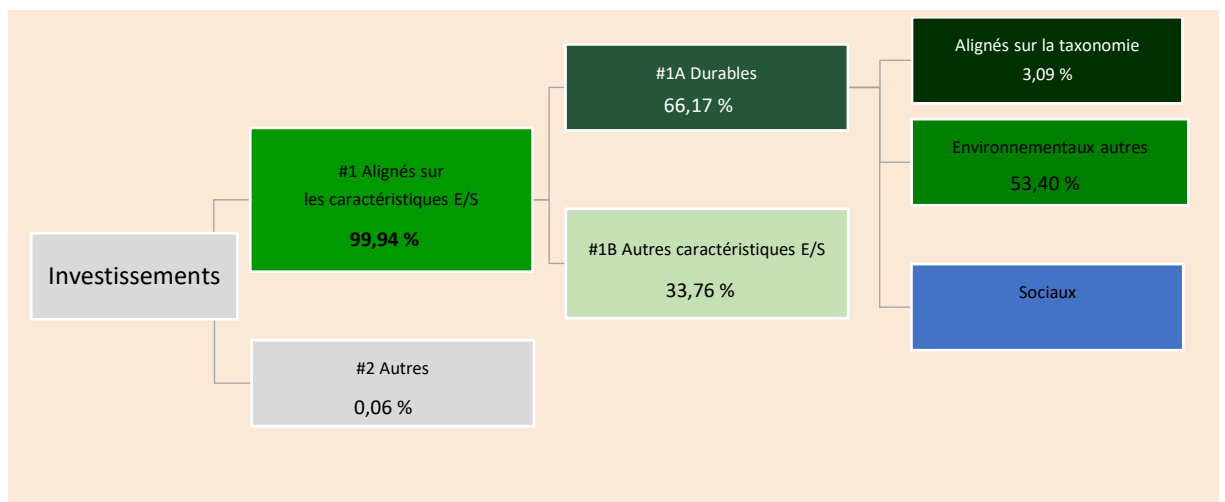 Investissements
#1 Alignés sur
les caractéristiques E/S
99,94 %
#2 Autres
0,06 %
#1A Durables
66,17 %
#1B Autres caractéristiques E/S
33,76 %
Alignés sur la taxonomie
3,09 %
Environnementaux autres
53,40 %
Sociaux